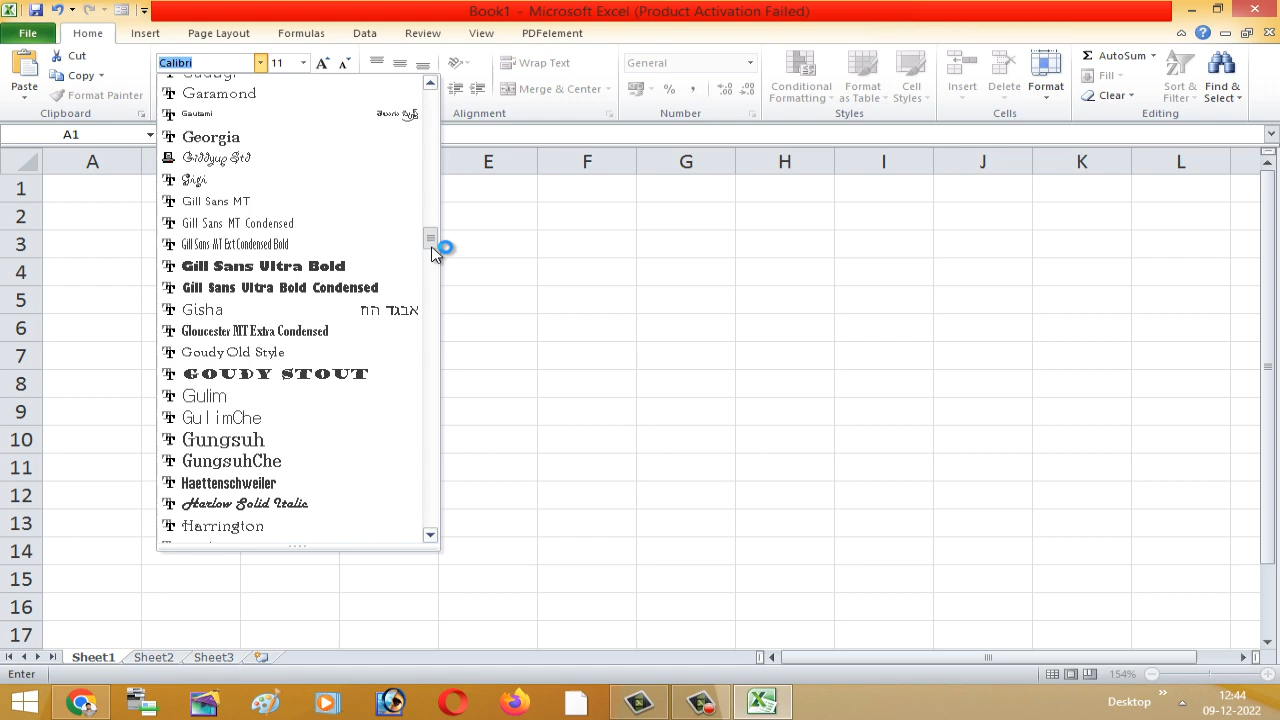 Book1 - Microsoft Excel (Product Activation Failed)
File Home Insert Page Layout Formulas Data Review View PDFelement
Paste
Cut
Copy
Format Painter
Clipboard
Calibri 11
Wrap Text
Merge & Center
Alignment
General
%
Number
Conditional Formatting
Format as Table
Cell Styles
Styles
Insert Delete Format
Cells
Σ AutoSum
Fill
Clear
Sort & Filter
Find & Select
Editing
A1
A E F G H I J K L
1
2
3
4
5
6
7
8
9
10
11
12
13
14
15
16
17
Garamond
Gautami
Georgia
Giddyup Std
Gigi
Gill Sans MT
Gill Sans MT Condensed
Gill Sans MT Ext Condensed Bold
Gill Sans Ultra Bold
Gill Sans Ultra Bold Condensed
Gisha אבגד הח
Gloucester MT Extra Condensed
Goudy Old Style
GOUDY STOUT
Gulim
GulimChe
Gungsuh
GungsuhChe
Haettenschweiler
Harlow Solid Italic
Harrington
Sheet1 Sheet2 Sheet3
Enter
154%
Desktop
12:44
09-12-2022